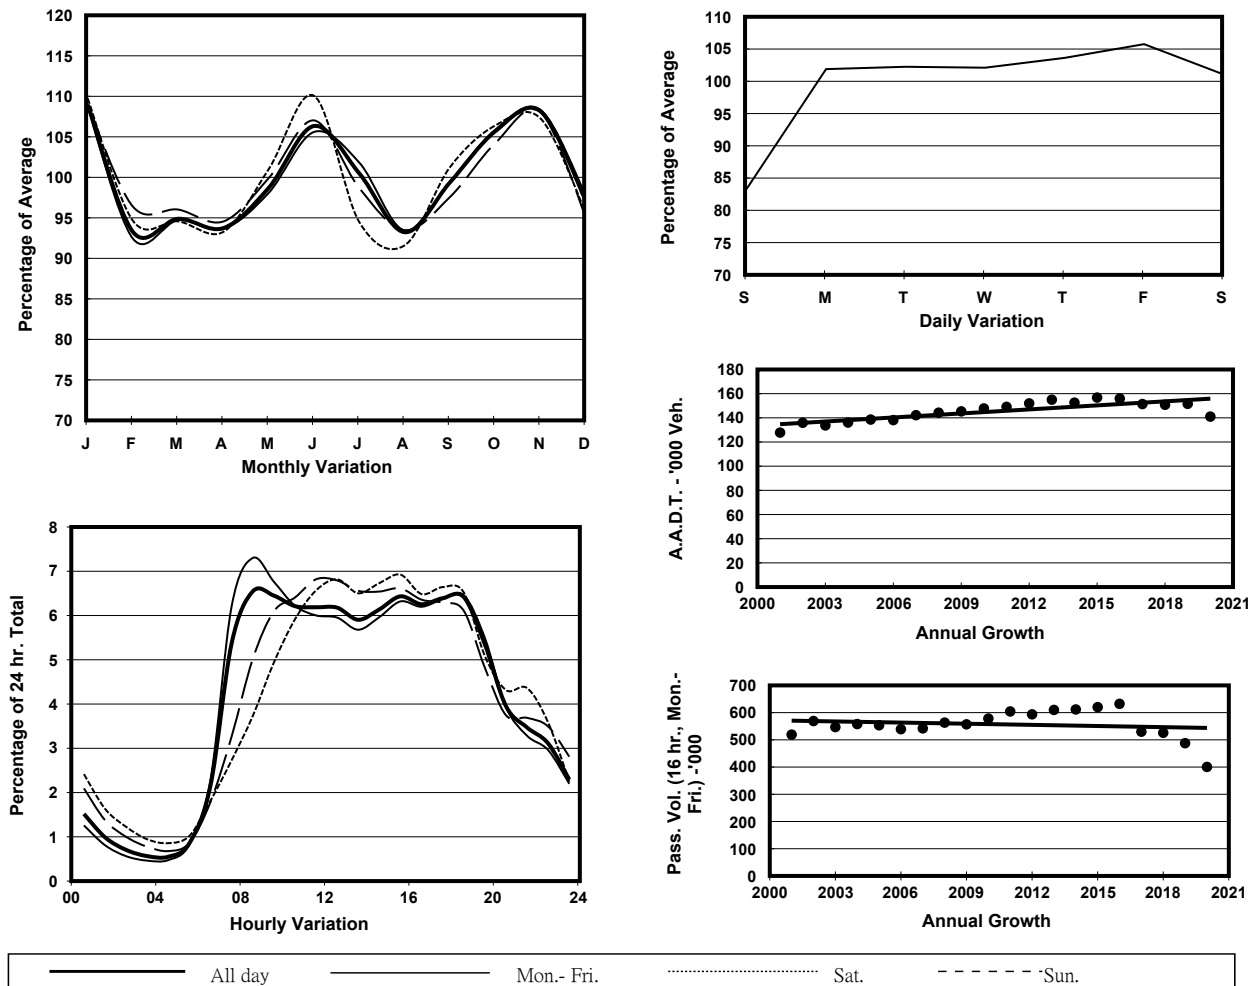 120
115
110
105
100
95
90
85
80
75
70
Percentage of Average
J F M A M J J A S O N D
Monthly Variation
110
105
100
95
90
85
80
75
70
Percentage of Average
S M T W T F S
Daily Variation
180
160
140
120
100
80
60
40
20
0
A.A.D.T. - '000 Veh.
2000 2003 2006 2009 2012 2015 2018 2021
Annual Growth
8
7
6
5
4
3
2
1
0
Percentage of 24 hr. Total
00 04 08 12 16 20 24
Hourly Variation
700
600
500
400
300
200
100
0
Pass. Vol. (16 hr., Mon.-
Fri.) -'000
2000 2003 2006 2009 2012 2015 2018 2021
Annual Growth
All day Mon.- Fri. Sat. Sun.